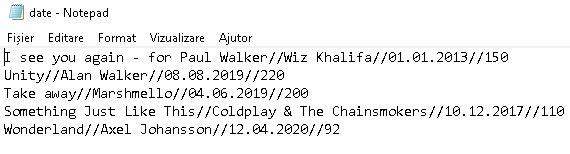 date - Notepad
Fișier Editare Format Vizualizare Ajutor
I see you again - for Paul Walker//Wiz Khalifa//01.01.2013//150
Unity//Alan Walker//08.08.2019//220
Take away//Marshmello//04.06.2019//200
Something Just Like This//Coldplay & The Chainsmokers//10.12.2017//110
Wonderland//Axel Johansson//12.04.2020//92